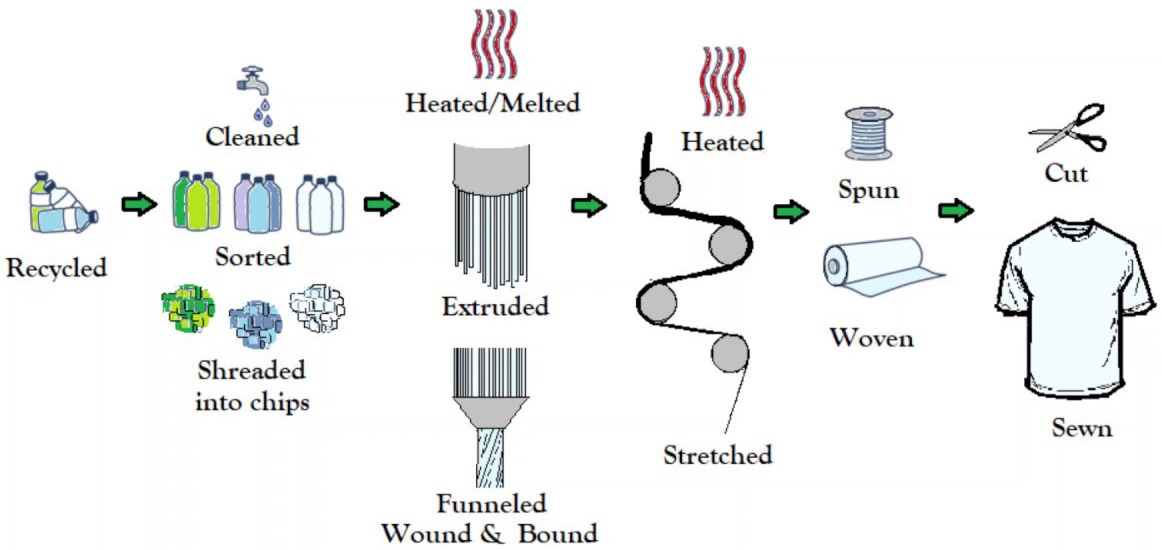 Recycled
Cleaned
Sorted
Shreaded
into chips
Heated/Melted
Extruded
Funneled
Wound & Bound
Heated
Stretched
Spun
Woven
Cut
Sewn